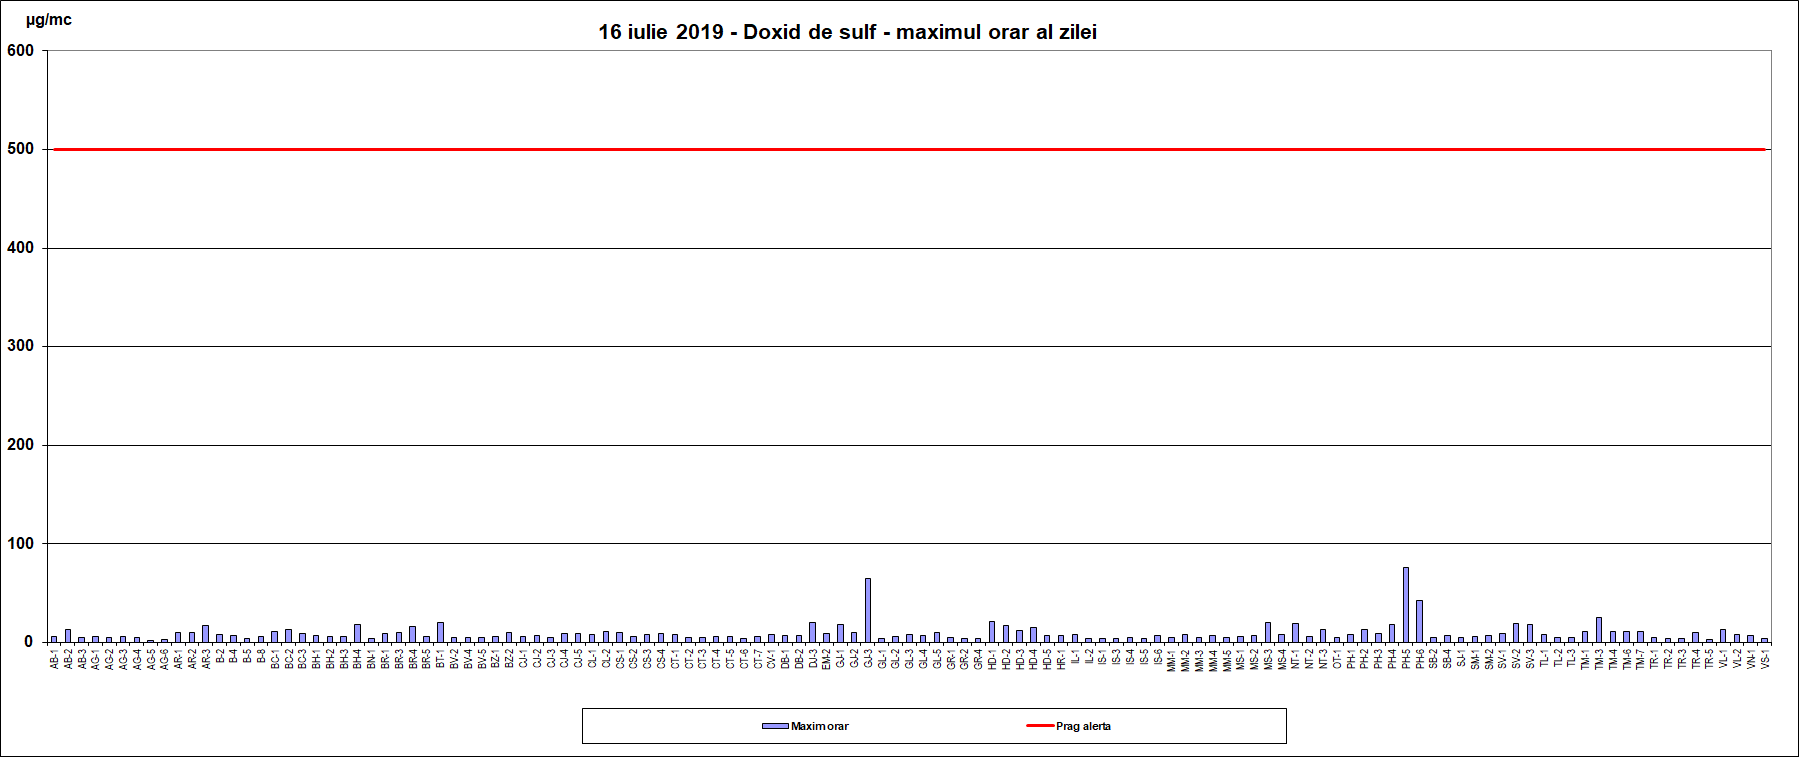 µg/mc
16 iulie 2019 - Doxid de sulf - maximul orar al zilei
600
500
400
300
200
100
0
AB-1 AB-2 AB-3 AG-1 AG-2 AG-3 AG-4 AG-5 AG-6 AR-1 AR-2 AR-3 B-2 B-4 B-5 B-8 BC-1 BC-2 BC-3 BH-1 BH-2 BH-3 BH-4 BN-1 BR-1 BR-3 BR-4 BR-5 BT-1 BV-2 BV-4 BV-5 BZ-1 BZ-2 CJ-1 CJ-2 CJ-3 CJ-4 CJ-5 CL-1 CL-2 CS-1 CS-2 CS-3 CS-4 CT-1 CT-2 CT-3 CT-4 CT-5 CT-6 CT-7 CV-1 DB-1 DB-2 DJ-3 EM-2 GJ-1 GJ-2 GJ-3 GL-1 GL-2 GL-3 GL-4 GL-5 GR-1 GR-2 GR-4 HD-1 HD-2 HD-3 HD-4 HD-5 HR-1 IL-1 IL-2 IS-1 IS-3 IS-4 IS-5 IS-6 MM-1 MM-2 MM-3 MM-4 MM-5 MS-1 MS-2 MS-3 MS-4 NT-1 NT-2 NT-3 OT-1 PH-1 PH-2 PH-3 PH-4 PH-5 PH-6 SB-2 SB-4 SJ-1 SM-1 SM-2 SV-1 SV-2 SV-3 TL-1 TL-2 TL-3 TM-1 TM-3 TM-4 TM-6 TM-7 TR-1 TR-2 TR-3 TR-4 TR-5 VL-1 VL-2 VN-1 VS-1
Maxim orar Prag alerta